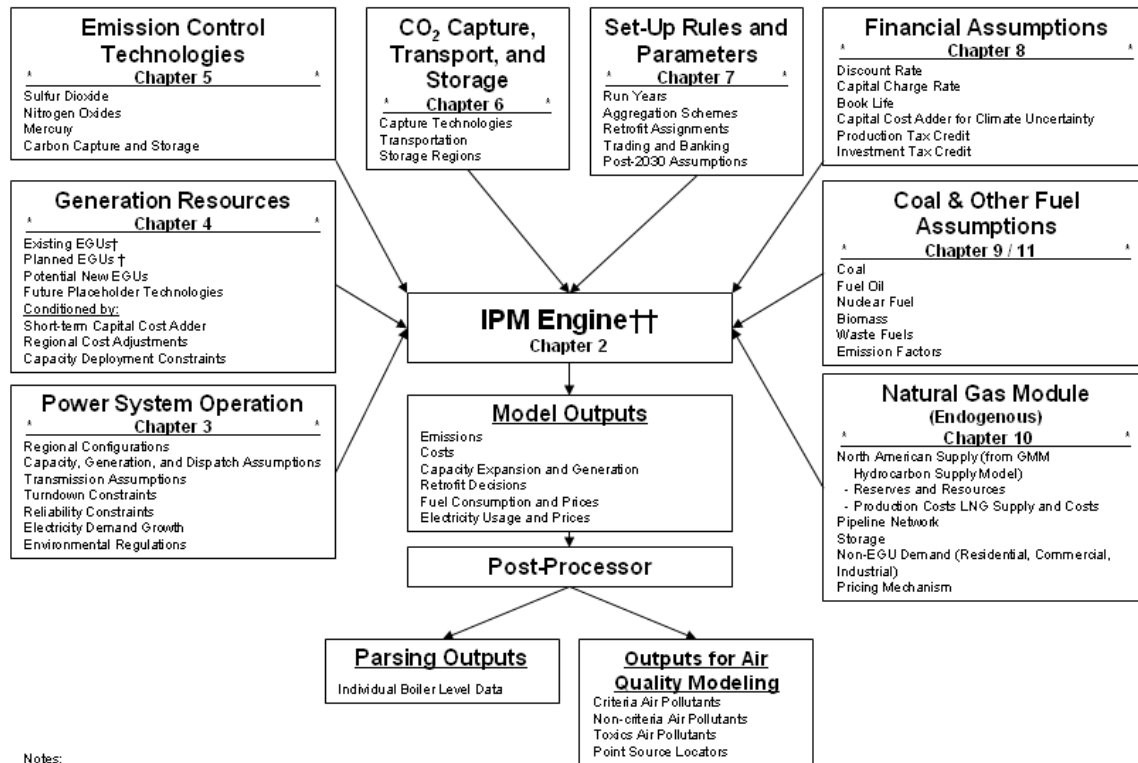 Emission Control
Technologies
* Chapter 5 *
Sulfur Dioxide
Nitrogen Oxides
Mercury
Carbon Capture and Storage
CO₂ Capture,
Transport, and
Storage
* Chapter 6 *
Capture Technologies
Transportation
Storage Regions
Set-Up Rules and
Parameters
* Chapter 7 *
Run Years
Aggregation Schemes
Retrofit Assignments
Trading and Banking
Post-2030 Assumptions
Financial Assumptions
* Chapter 8 *
Discount Rate
Capital Charge Rate
Book Life
Capital Cost Adder for Climate Uncertainty
Production Tax Credit
Investment Tax Credit
Generation Resources
* Chapter 4 *
Existing EGUs†
Planned EGUs †
Potential New EGUs
Future Placeholder Technologies
Conditioned by:
Short-term Capital Cost Adder
Regional Cost Adjustments
Capacity Deployment Constraints
Coal & Other Fuel
Assumptions
* Chapter 9 / 11 *
Coal
Fuel Oil
Nuclear Fuel
Biomass
Waste Fuels
Emission Factors
IPM Engine††
Chapter 2
Power System Operation
* Chapter 3 *
Regional Configurations
Capacity, Generation, and Dispatch Assumptions
Transmission Assumptions
Turndown Constraints
Reliability Constraints
Electricity Demand Growth
Environmental Regulations
Model Outputs
Emissions
Costs
Capacity Expansion and Generation
Retrofit Decisions
Fuel Consumption and Prices
Electricity Usage and Prices
Natural Gas Module
(Endogenous)
* Chapter 10 *
North American Supply (from GMM
Hydrocarbon Supply Model)
- Reserves and Resources
- Production Costs LNG Supply and Costs
Pipeline Network
Storage
Non-EGU Demand (Residential, Commercial,
Industrial)
Pricing Mechanism
Post-Processor
Parsing Outputs
Individual Boiler Level Data
Outputs for Air
Quality Modeling
Criteria Air Pollutants
Non-criteria Air Pollutants
Toxics Air Pollutants
Point Source Locators
Notes: